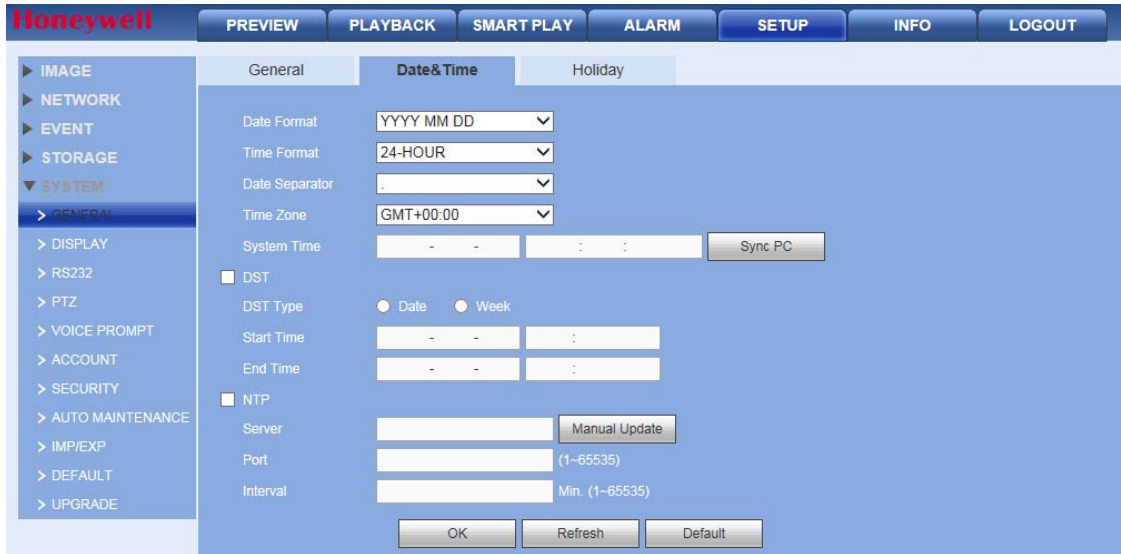 Honeywell
PREVIEW PLAYBACK SMART PLAY ALARM SETUP INFO LOGOUT
IMAGE
NETWORK
EVENT
STORAGE
SYSTEM
> GENERAL
> DISPLAY
> RS232
> PTZ
> VOICE PROMPT
> ACCOUNT
> SECURITY
> AUTO MAINTENANCE
> IMP/EXP
> DEFAULT
> UPGRADE
General Date&Time Holiday
Date Format YYYY MM DD
Time Format 24-HOUR
Date Separator .
Time Zone GMT+00:00
System Time - - : : Sync PC
DST
DST Type Date Week
Start Time - - :
End Time - - :
NTP
Server Manual Update
Port (1~65535)
Interval Min. (1~65535)
OK Refresh Default